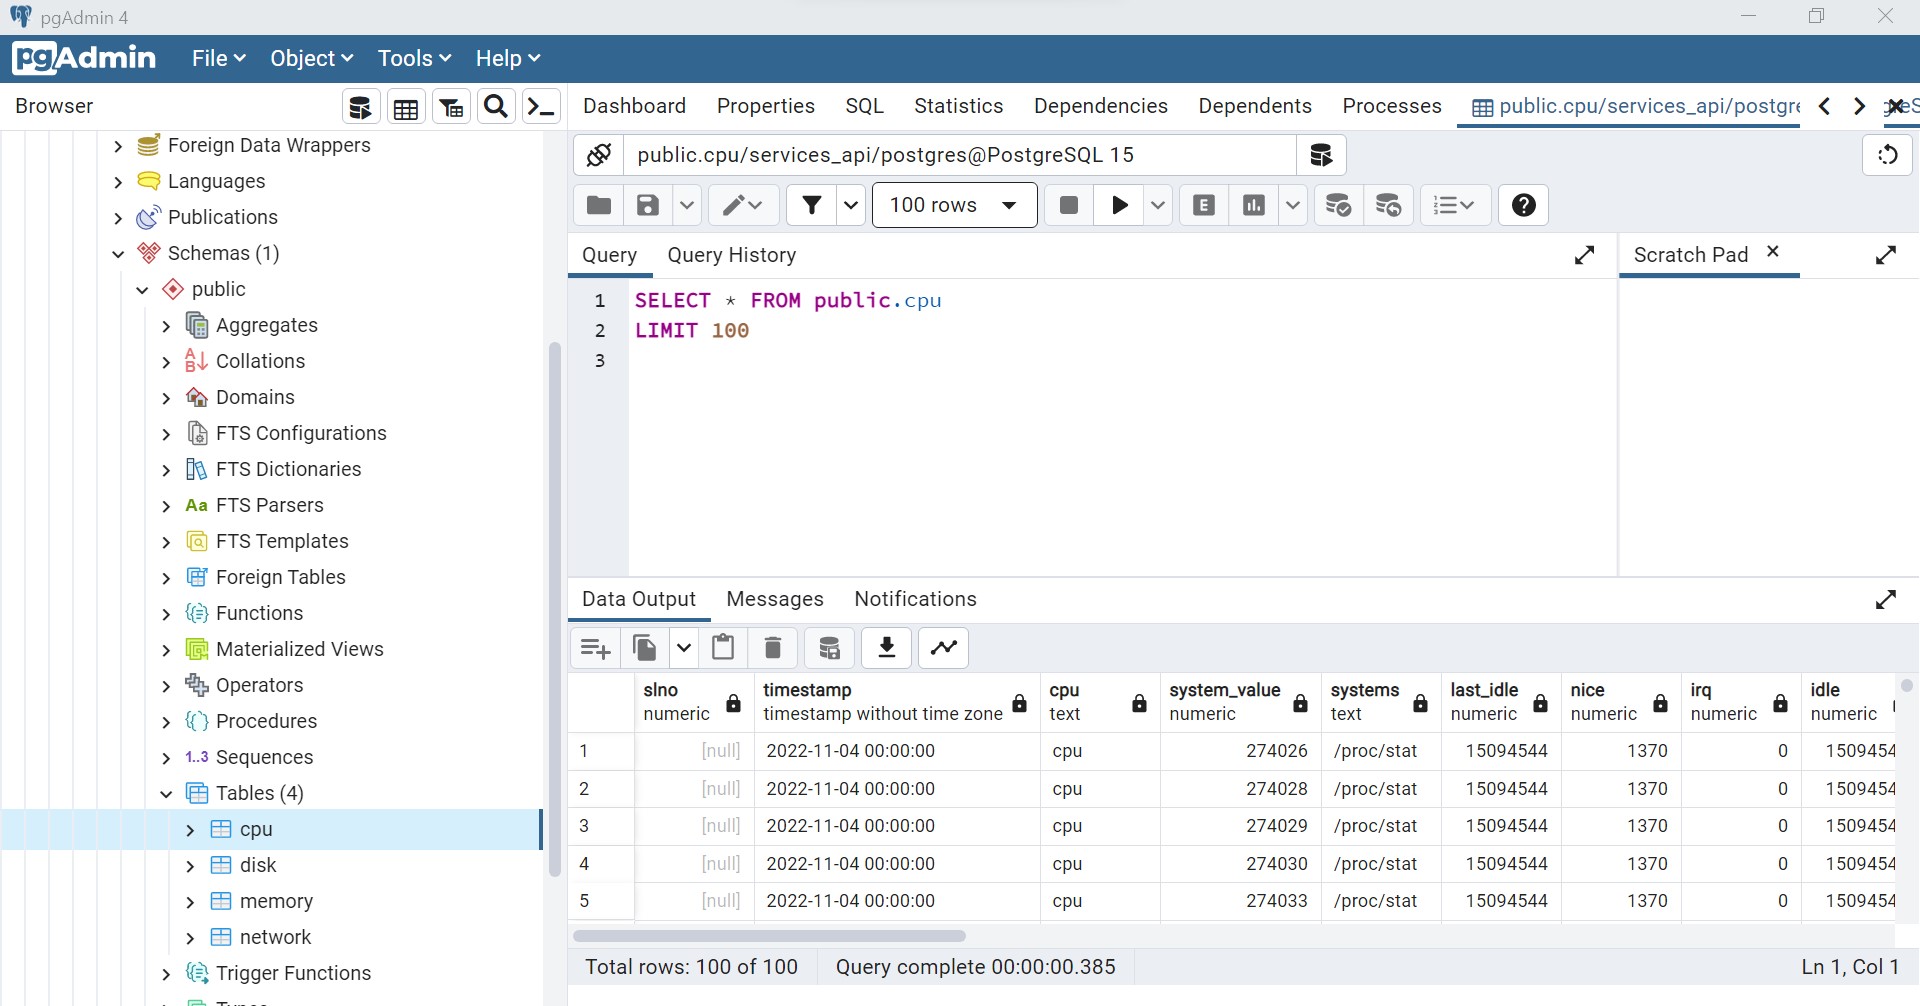 pgAdmin 4
pgAdmin File Object Tools Help
Browser
Dashboard Properties SQL Statistics Dependencies Dependents Processes public.cpu/services_api/postgre
public.cpu/services_api/postgres@PostgreSQL 15
100 rows
Query Query History
Scratch Pad
1 SELECT * FROM public.cpu
2 LIMIT 100
3
Foreign Data Wrappers
Languages
Publications
Schemas (1)
public
Aggregates
Collations
Domains
FTS Configurations
FTS Dictionaries
Aa FTS Parsers
FTS Templates
Foreign Tables
Functions
Materialized Views
Operators
Procedures
1..3 Sequences
Tables (4)
cpu
disk
memory
network
Trigger Functions
Data Output Messages Notifications
slno timestamp cpu system_value systems last_idle nice irq idle
numeric timestamp without time zone text numeric text numeric numeric numeric numeric
1 [null] 2022-11-04 00:00:00 cpu 274026 /proc/stat 15094544 1370 0 1509454
2 [null] 2022-11-04 00:00:00 cpu 274028 /proc/stat 15094544 1370 0 1509454
3 [null] 2022-11-04 00:00:00 cpu 274029 /proc/stat 15094544 1370 0 1509454
4 [null] 2022-11-04 00:00:00 cpu 274030 /proc/stat 15094544 1370 0 1509454
5 [null] 2022-11-04 00:00:00 cpu 274033 /proc/stat 15094544 1370 0 1509454
Total rows: 100 of 100 Query complete 00:00:00.385 Ln 1, Col 1